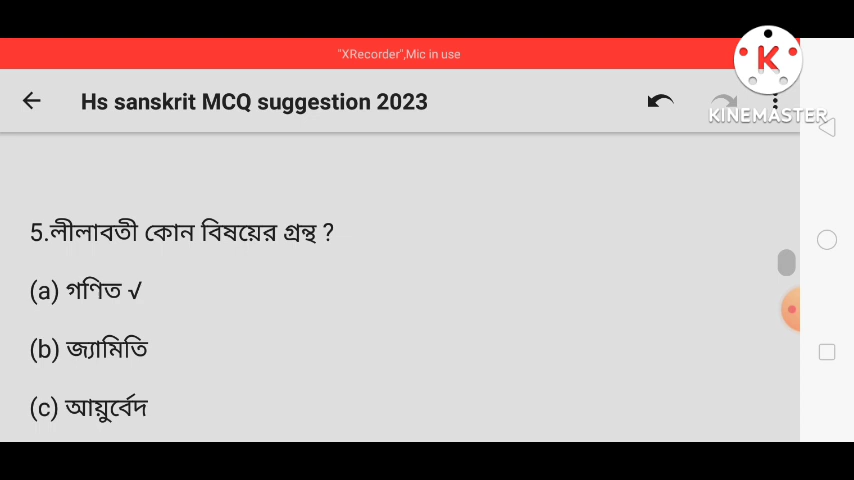 "XRecorder",Mic in use
Hs sanskrit MCQ suggestion 2023
K
KINEMASTER
5.লীলাবতী কোন বিষয়ের গ্রন্থ ?
(a) গণিত √
(b) জ্যামিতি
(c) আয়ুর্বেদ